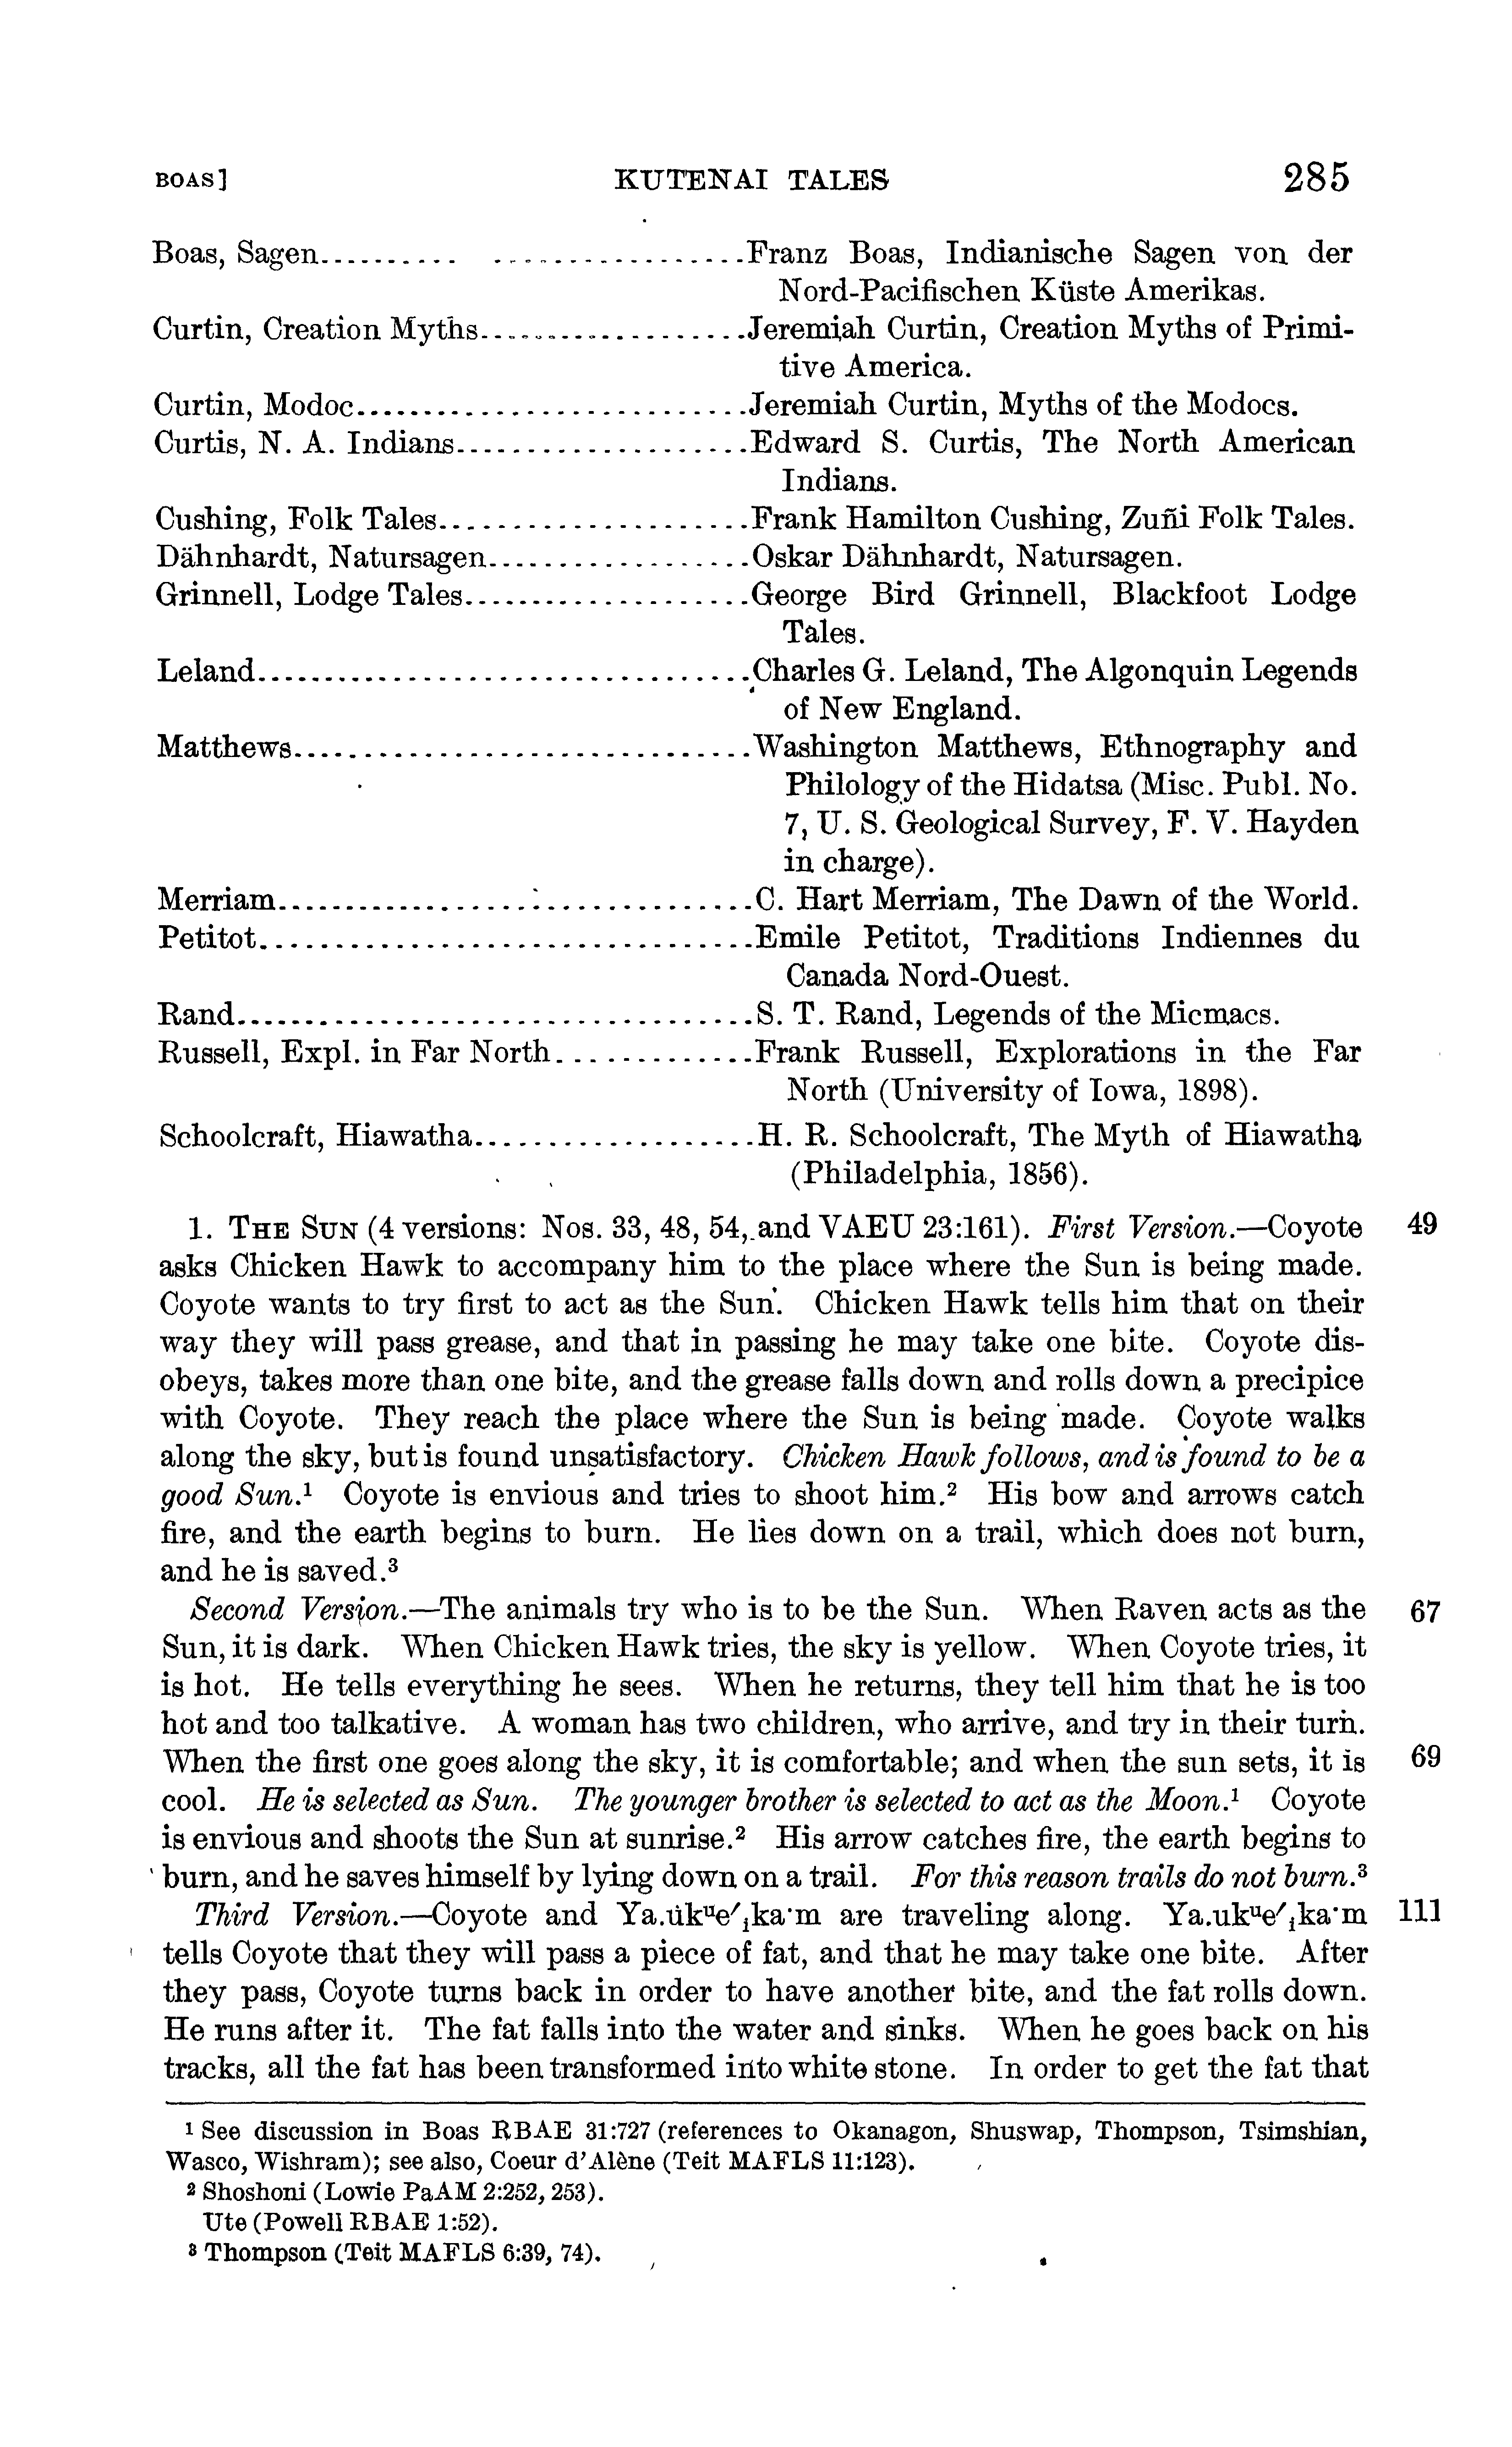 BOAS] KUTENAI TALES 285
Boas, Sagen.......... .................Franz Boas, Indianische Sagen von der
Nord-Pacifischen Küste Amerikas.
Curtin, Creation Myths..................Jeremiah Curtin, Creation Myths of Primi-
tive America.
Curtin, Modoc...........................Jeremiah Curtin, Myths of the Modocs.
Curtis, N. A. Indians....................Edward S. Curtis, The North American
Indians.
Cushing, Folk Tales.....................Frank Hamilton Cushing, Zuñi Folk Tales.
Dähnhardt, Natursagen..................Oskar Dähnhardt, Natursagen.
Grinnell, Lodge Tales....................George Bird Grinnell, Blackfoot Lodge
Tales.
Leland..................................Charles G. Leland, The Algonquin Legends
of New England.
Matthews...............................Washington Matthews, Ethnography and
Philology of the Hidatsa (Misc. Publ. No.
7, U. S. Geological Survey, F. V. Hayden
in charge).
Merriam................................C. Hart Merriam, The Dawn of the World.
Petitot..................................Emile Petitot, Traditions Indiennes du
Canada Nord-Ouest.
Rand...................................S. T. Rand, Legends of the Micmacs.
Russell, Expl. in Far North.............Frank Russell, Explorations in the Far
North (University of Iowa, 1898).
Schoolcraft, Hiawatha...................H. R. Schoolcraft, The Myth of Hiawatha
(Philadelphia, 1856).
1. THE SUN (4 versions: Nos. 33, 48, 54, and VAEU 23:161). First Version.—Coyote 49
asks Chicken Hawk to accompany him to the place where the Sun is being made.
Coyote wants to try first to act as the Sun. Chicken Hawk tells him that on their
way they will pass grease, and that in passing he may take one bite. Coyote dis-
obeys, takes more than one bite, and the grease falls down and rolls down a precipice
with Coyote. They reach the place where the Sun is being made. Coyote walks
along the sky, but is found unsatisfactory. Chicken Hawk follows, and is found to be a
good Sun.¹ Coyote is envious and tries to shoot him.² His bow and arrows catch
fire, and the earth begins to burn. He lies down on a trail, which does not burn,
and he is saved.³
Second Version.—The animals try who is to be the Sun. When Raven acts as the 67
Sun, it is dark. When Chicken Hawk tries, the sky is yellow. When Coyote tries, it
is hot. He tells everything he sees. When he returns, they tell him that he is too
hot and too talkative. A woman has two children, who arrive, and try in their turn.
When the first one goes along the sky, it is comfortable; and when the sun sets, it is 69
cool. He is selected as Sun. The younger brother is selected to act as the Moon.¹ Coyote
is envious and shoots the Sun at sunrise.² His arrow catches fire, the earth begins to
burn, and he saves himself by lying down on a trail. For this reason trails do not burn.³
Third Version.—Coyote and Ya.ukᵘe′ᵢka·m are traveling along. Ya.ukᵘe′ᵢka·m 111
tells Coyote that they will pass a piece of fat, and that he may take one bite. After
they pass, Coyote turns back in order to have another bite, and the fat rolls down.
He runs after it. The fat falls into the water and sinks. When he goes back on his
tracks, all the fat has been transformed into white stone. In order to get the fat that
¹ See discussion in Boas RBAE 31:727 (references to Okanagon, Shuswap, Thompson, Tsimshian,
Wasco, Wishram); see also, Coeur d'Alène (Teit MAFLS 11:123).
² Shoshoni (Lowie PaAM 2:252, 253).
Ute (Powell RBAE 1:52).
³ Thompson (Teit MAFLS 6:39, 74).